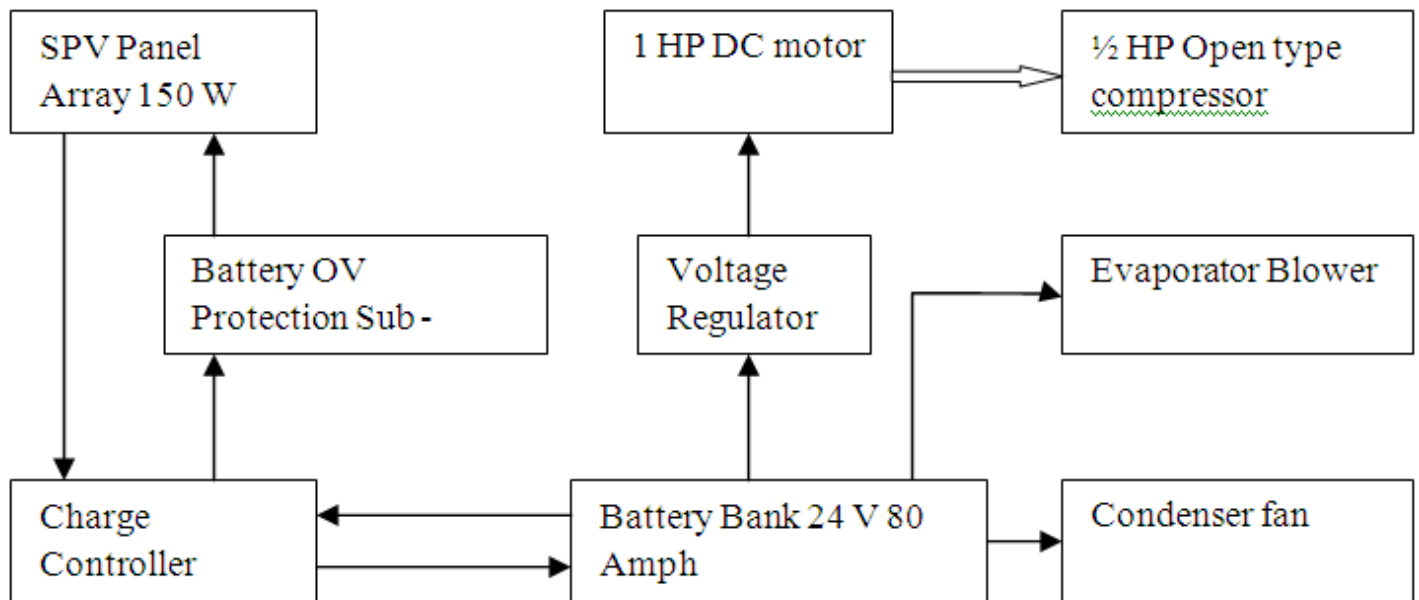 SPV Panel
Array 150 W
1 HP DC motor
½ HP Open type
compressor
Battery OV
Protection Sub-
Voltage
Regulator
Evaporator Blower
Charge
Controller
Battery Bank 24 V 80
Amph
Condenser fan